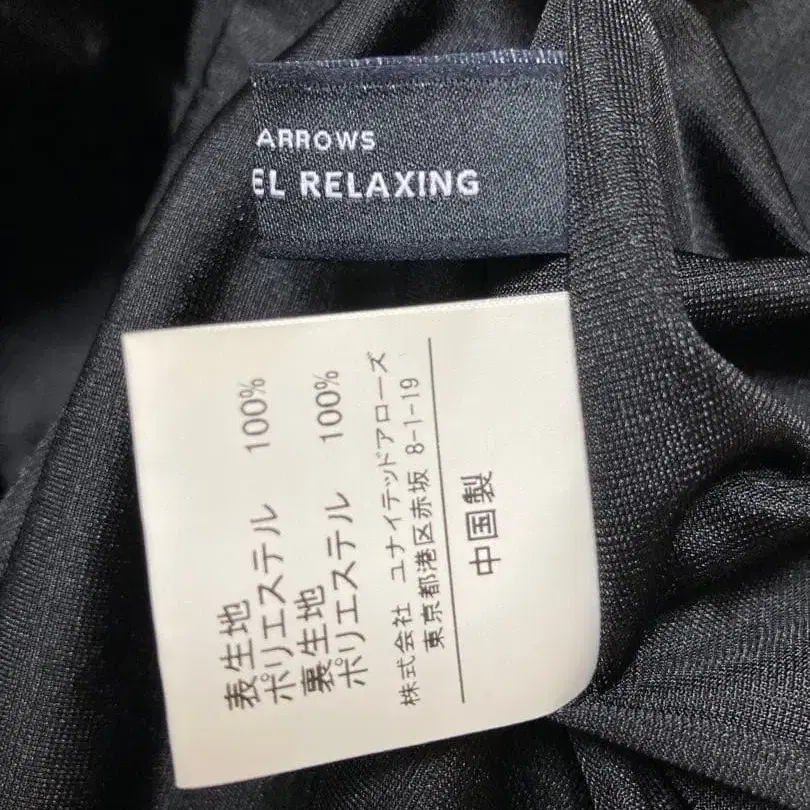 ARROWS
EL RELAXING
表生地
ポリエステル 100%
裏生地
ポリエステル 100%
株式会社 ユナイテッドアローズ
東京都港区赤坂 8-1-19
中国製